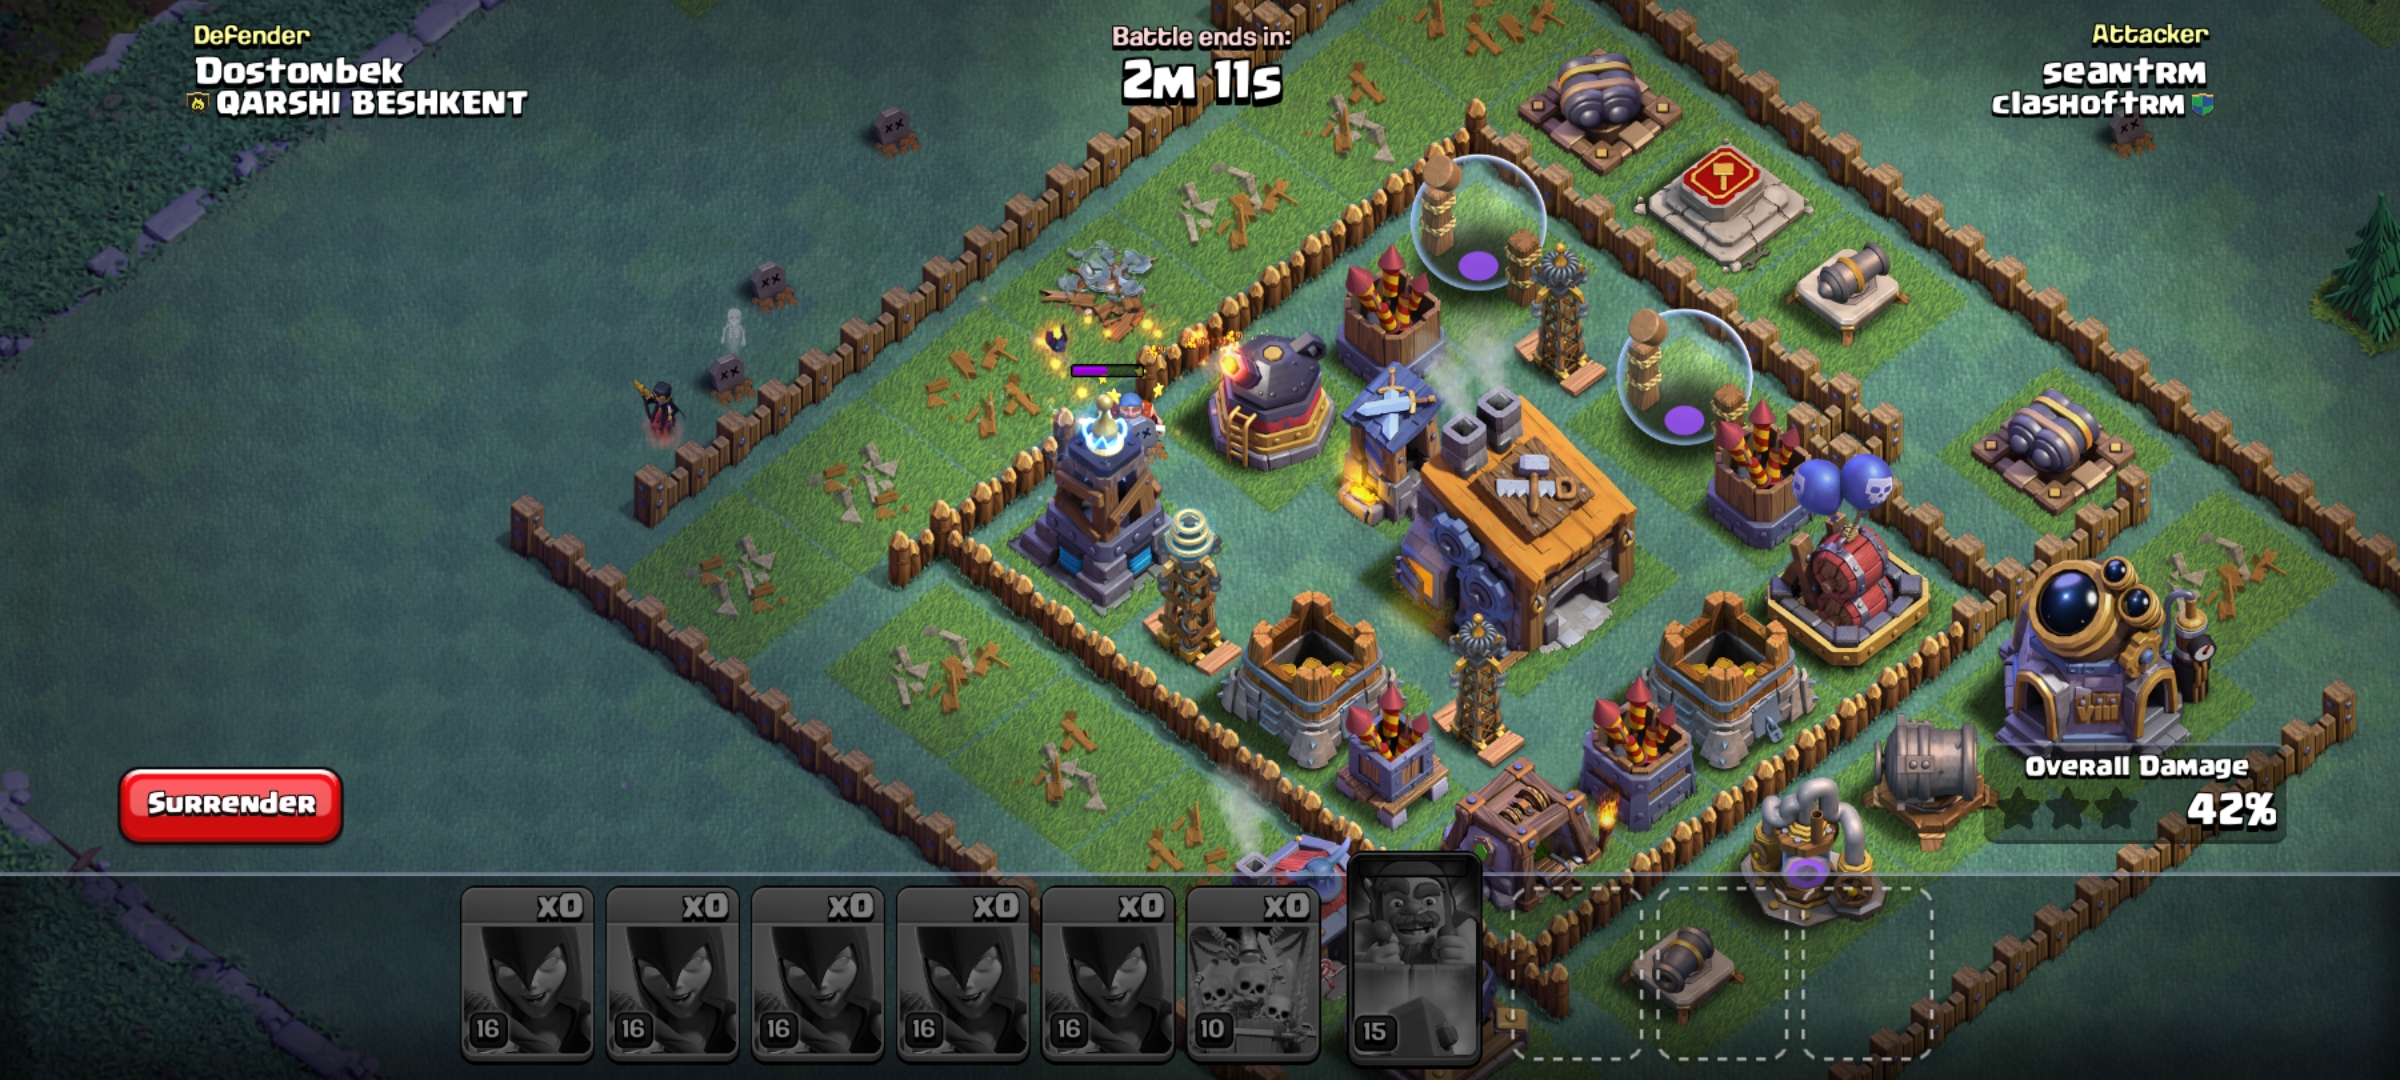 Defender
Dostonbek
QARSHI BESHKENT
Battle ends in:
2M 11S
Attacker
seantRM
clashoftRM
VIII
Surrender
Overall Damage
42%
x0 x0 x0 x0 x0 x0
16 16 16 16 16 10 15